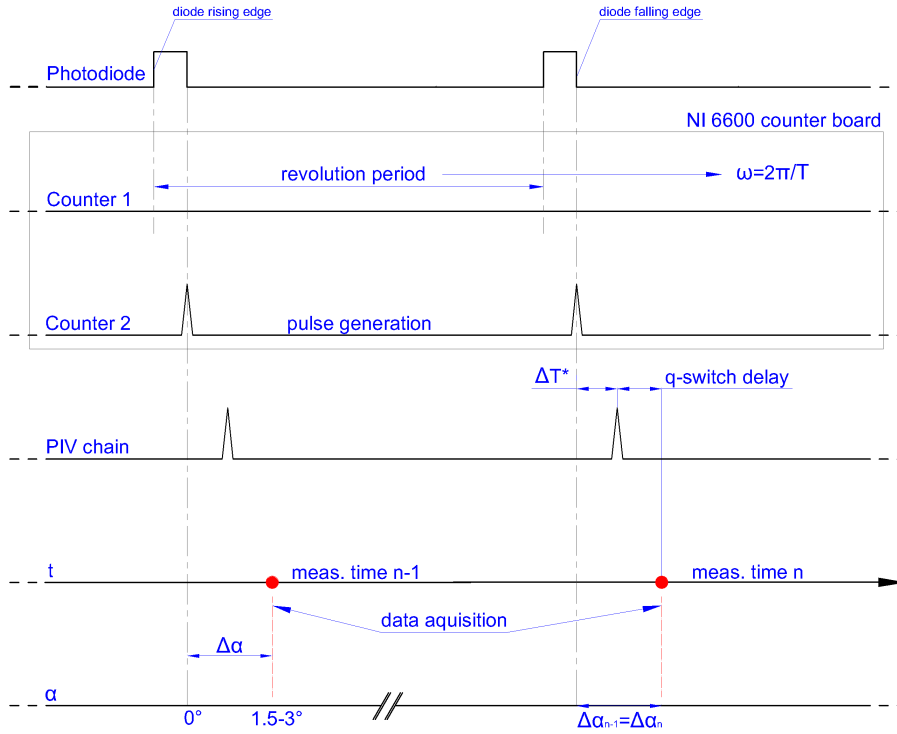 diode rising edge
diode falling edge
Photodiode
NI 6600 counter board
revolution period
ω=2π/T
Counter 1
Counter 2
pulse generation
ΔT*
q-switch delay
PIV chain
t
meas. time n-1
meas. time n
data aquisition
Δα
α
0°
1.5-3°
Δαn-1=Δαn